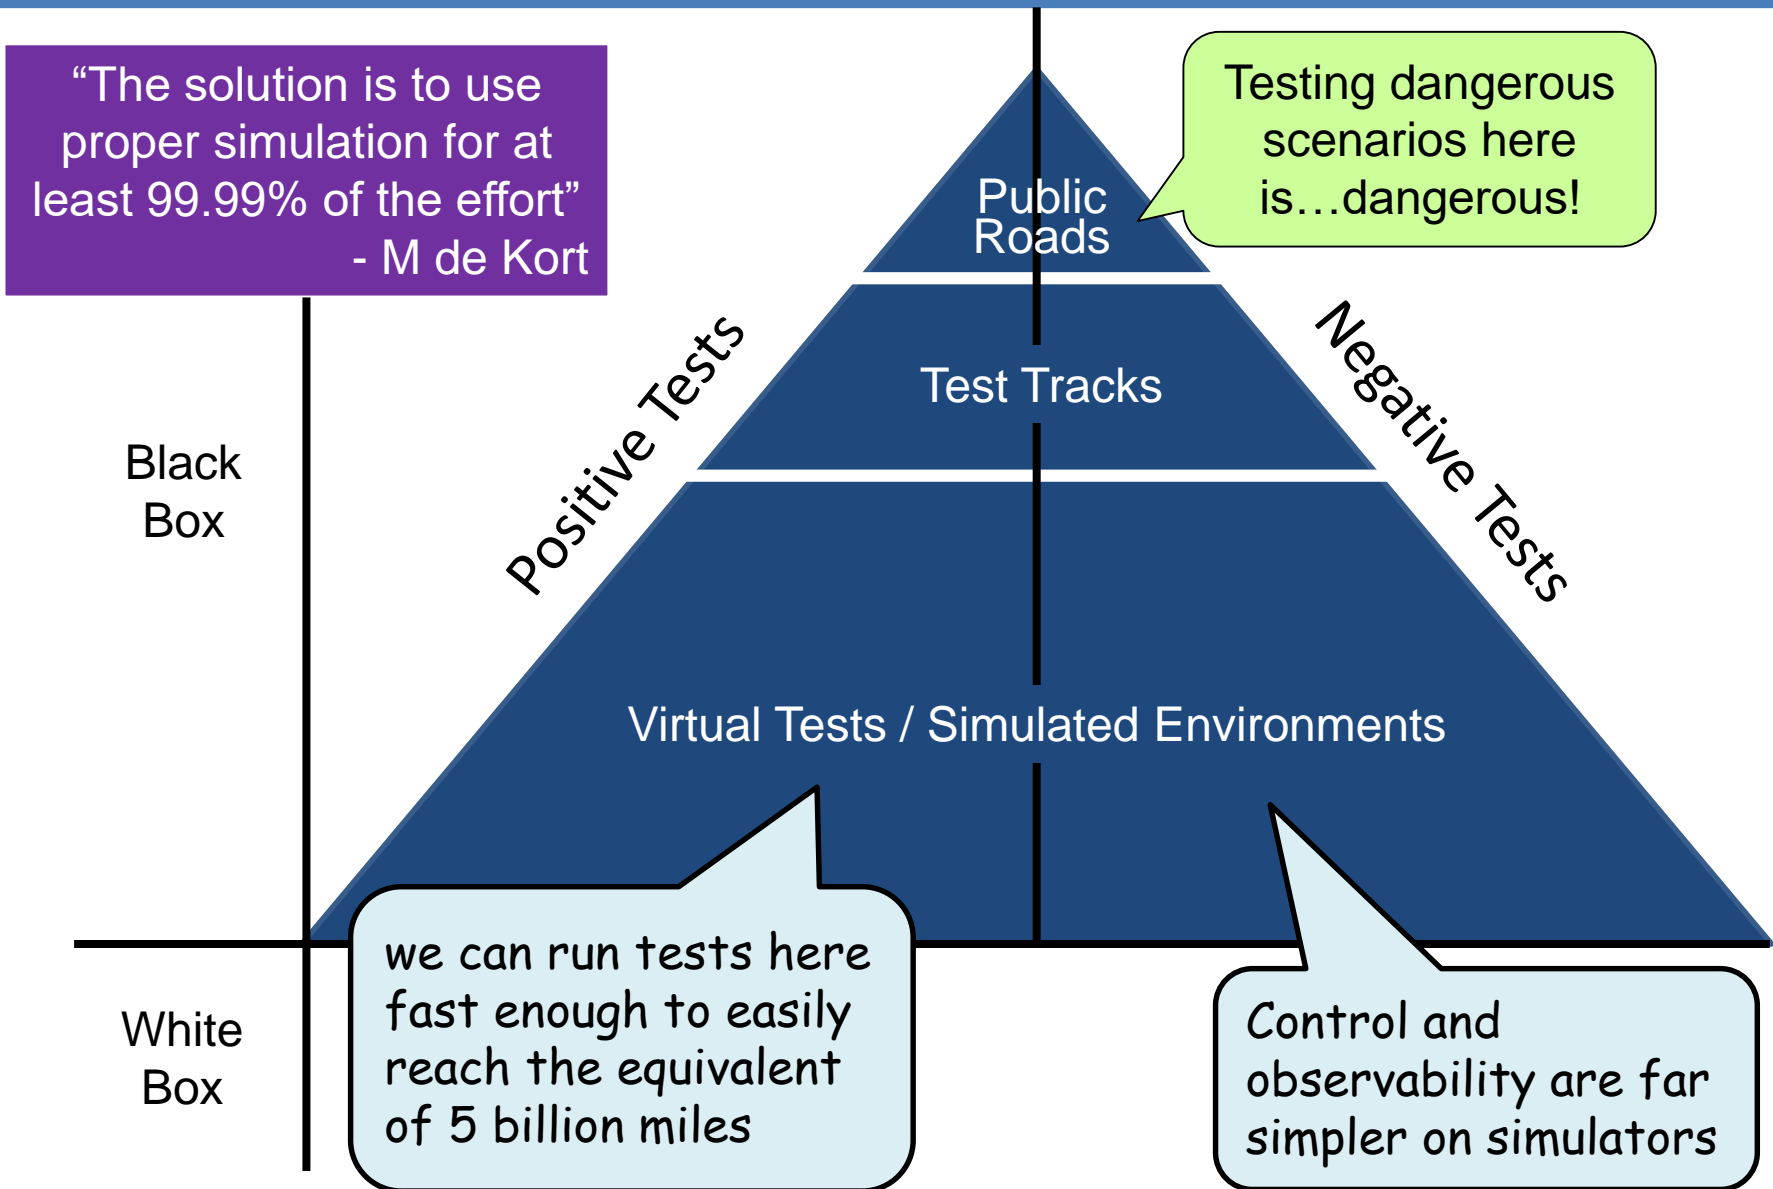 “The solution is to use
proper simulation for at
least 99.99% of the effort”
- M de Kort
Testing dangerous
scenarios here
is…dangerous!
Public
Roads
Positive Tests
Negative Tests
Test Tracks
Black
Box
Virtual Tests / Simulated Environments
we can run tests here
fast enough to easily
reach the equivalent
of 5 billion miles
Control and
observability are far
simpler on simulators
White
Box